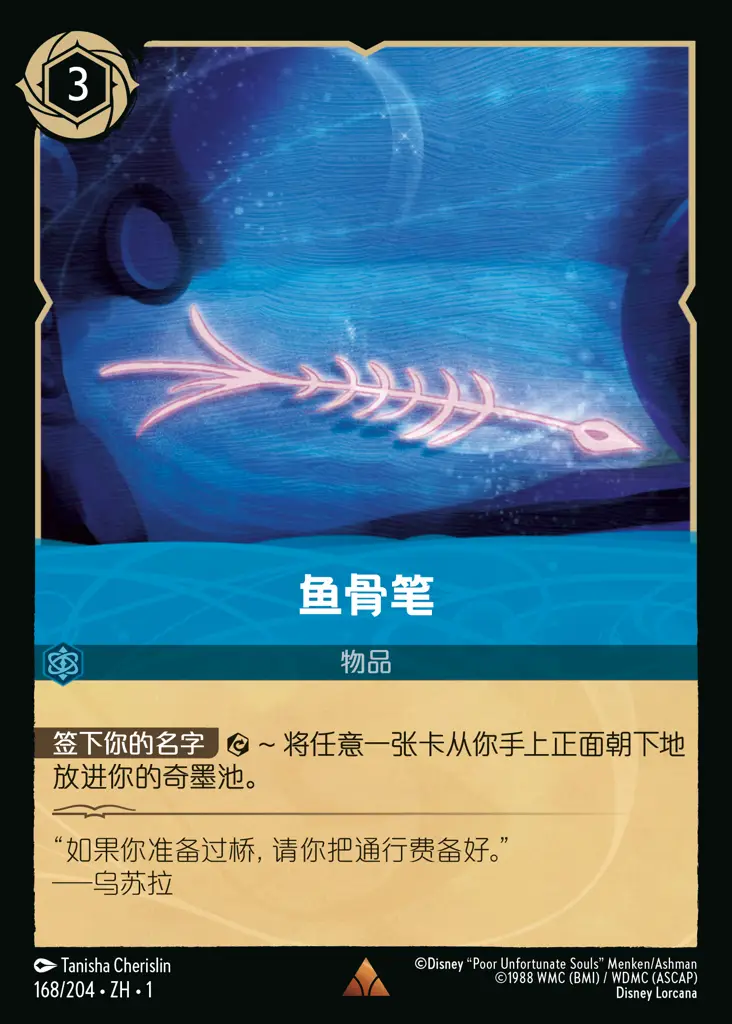 3
鱼骨笔
物品
签下你的名字 ~ 将任意一张卡从你手上正面朝下地
放进你的奇墨池。
“如果你准备过桥, 请你把通行费备好。”
——乌苏拉
Tanisha Cherislin
168/204 • ZH • 1
©Disney “Poor Unfortunate Souls” Menken/Ashman
©1988 WMC (BMI) / WDMC (ASCAP)
Disney Lorcana